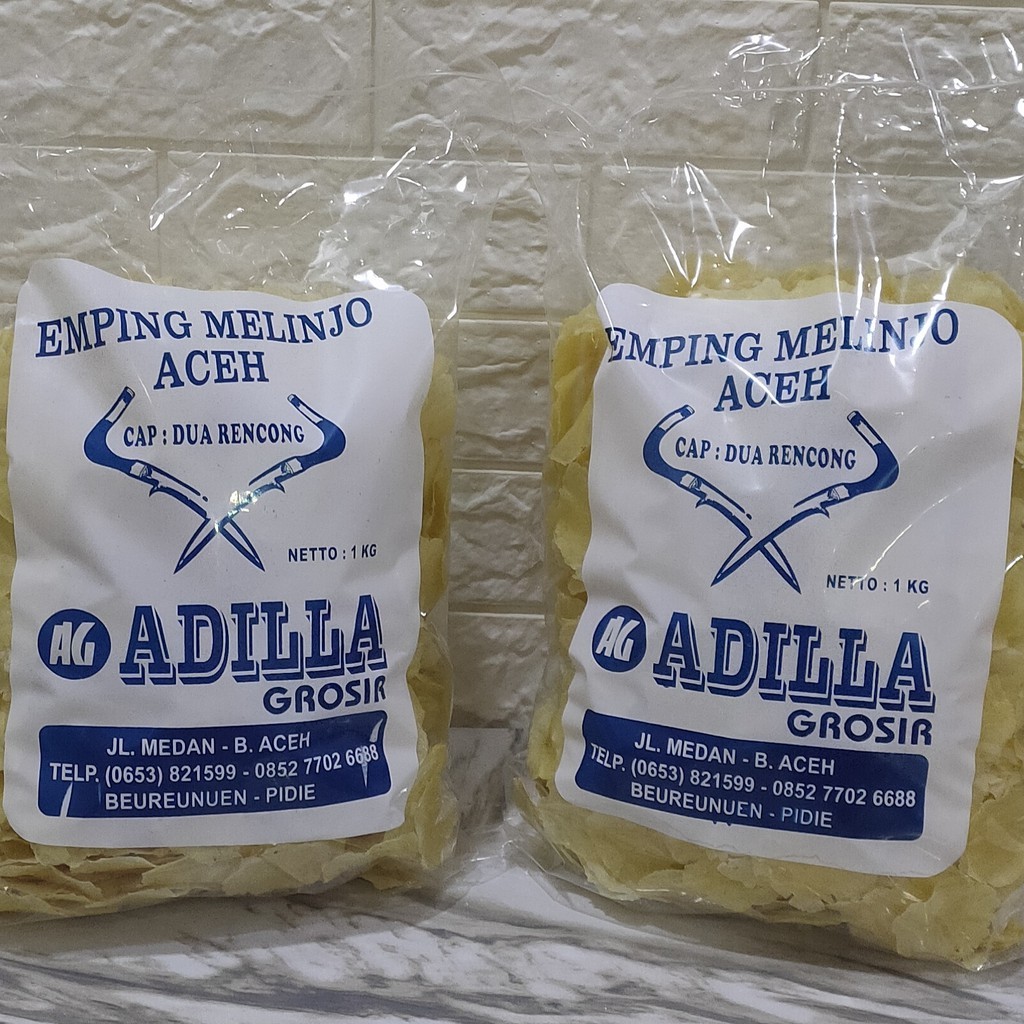 EMPING MELINJO
ACEH
CAP : DUA RENCONG
NETTO : 1 KG
AG ADILLA
GROSIR
JL. MEDAN - B. ACEH
TELP. (0653) 821599 - 0852 7702 6688
BEUREUNUEN - PIDIE
EMPING MELINJO
ACEH
CAP : DUA RENCONG
NETTO : 1 KG
AG ADILLA
GROSIR
JL. MEDAN - B. ACEH
TELP. (0653) 821599 - 0852 7702 6688
BEUREUNUEN - PIDIE